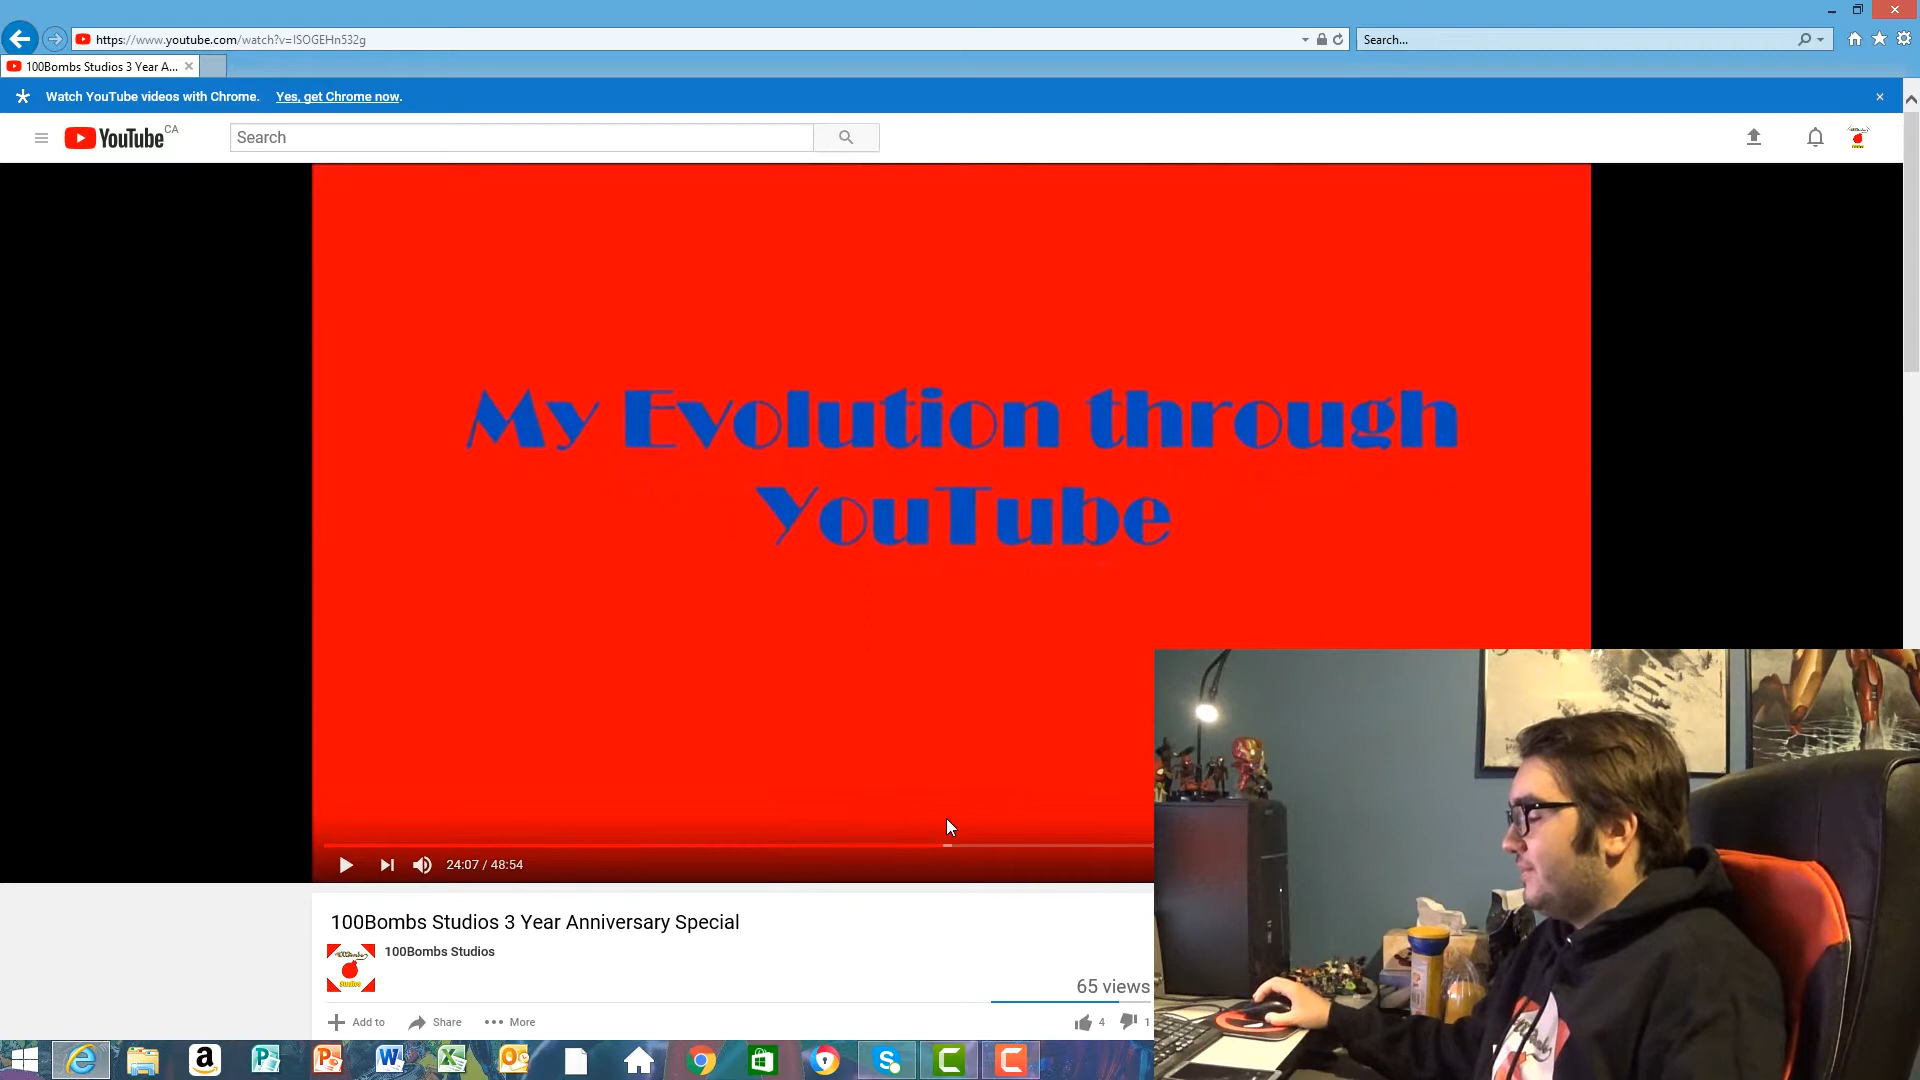 https://www.youtube.com/watch?v=ISOGEHn532g
Search...
100Bombs Studios 3 Year A...
Watch YouTube videos with Chrome. Yes, get Chrome now.
YouTube CA
Search
My Evolution through
YouTube
24:07 / 48:54
100Bombs Studios 3 Year Anniversary Special
100Bombs Studios
65 views
Add to
Share
More
4
1